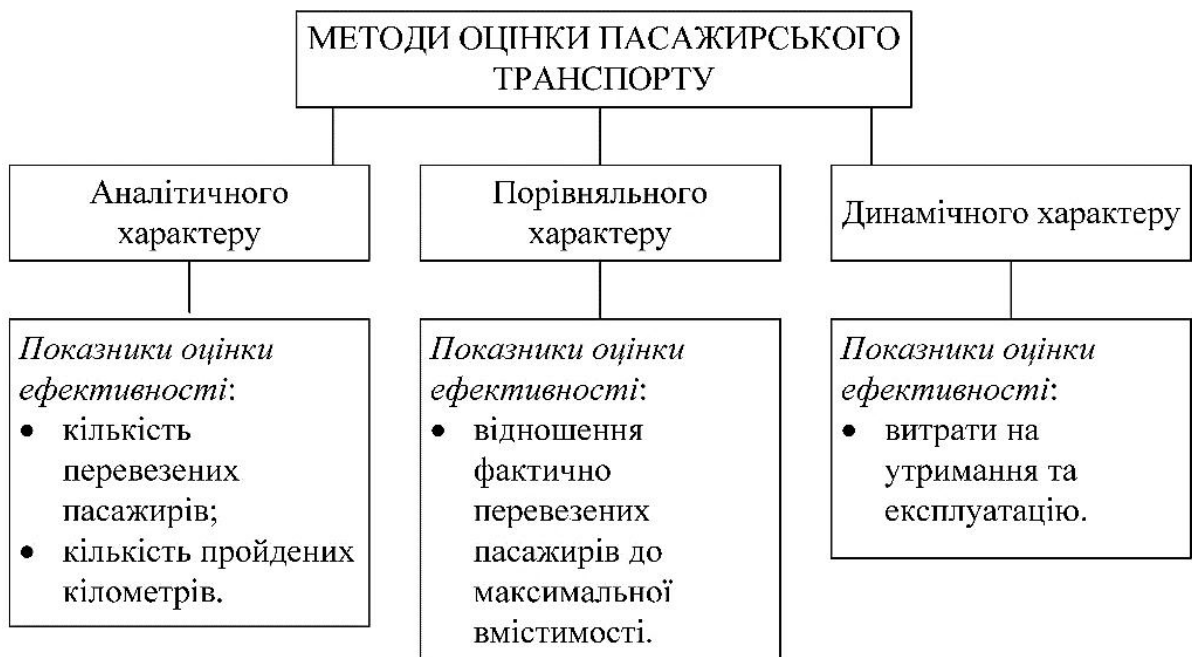 МЕТОДИ ОЦІНКИ ПАСАЖИРСЬКОГО
ТРАНСПОРТУ
Аналітичного
характеру
Порівняльного
характеру
Динамічного характеру
Показники оцінки
ефективності:
• кількість
перевезених
пасажирів;
• кількість пройдених
кілометрів.
Показники оцінки
ефективності:
• відношення
фактично
перевезених
пасажирів до
максимальної
вмістимості.
Показники оцінки
ефективності:
• витрати на
утримання та
експлуатацію.